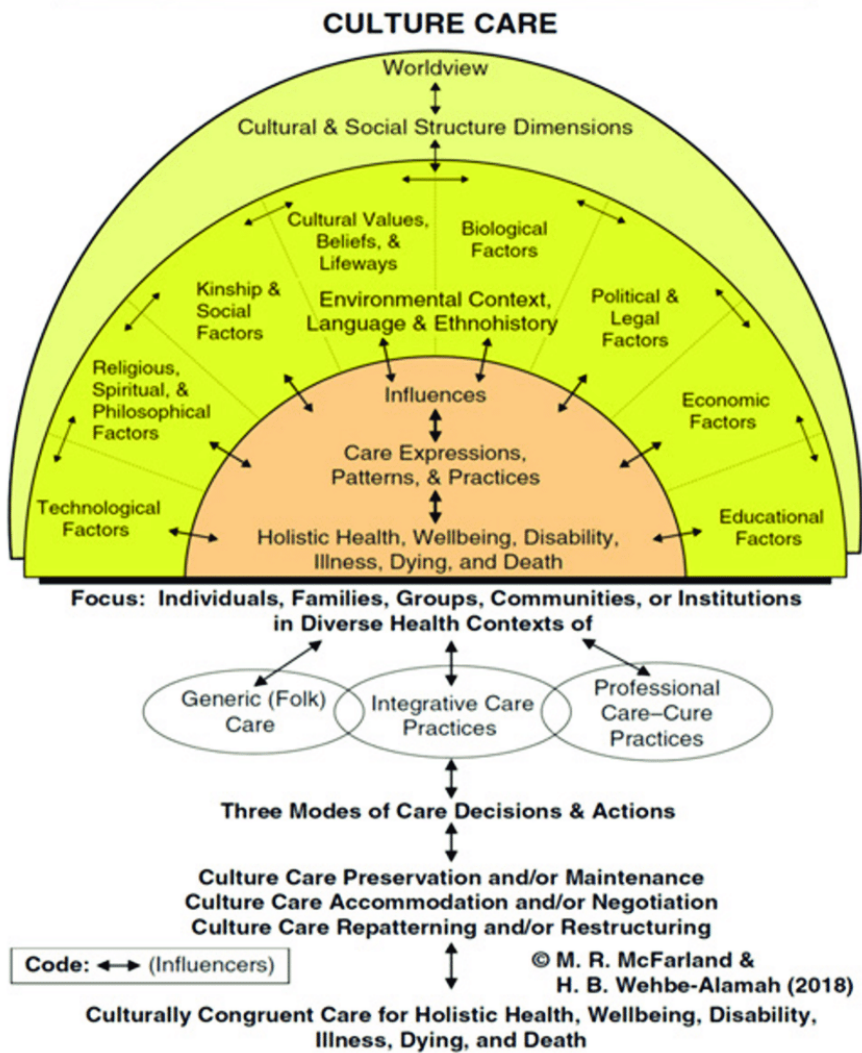 CULTURE CARE
Worldview
Cultural & Social Structure Dimensions
Cultural Values,
Beliefs, &
Lifeways
Biological
Factors
Kinship &
Social
Factors
Environmental Context,
Language & Ethnohistory
Political &
Legal
Factors
Religious,
Spiritual, &
Philosophical
Factors
Influences
Economic
Factors
Care Expressions,
Patterns, & Practices
Technological
Factors
Holistic Health, Wellbeing, Disability,
Illness, Dying, and Death
Educational
Factors
Focus: Individuals, Families, Groups, Communities, or Institutions
in Diverse Health Contexts of
Generic (Folk)
Care
Integrative Care
Practices
Professional
Care–Cure
Practices
Three Modes of Care Decisions & Actions
Culture Care Preservation and/or Maintenance
Culture Care Accommodation and/or Negotiation
Culture Care Repatterning and/or Restructuring
Code: ↔ (Influencers)
© M. R. McFarland &
H. B. Wehbe-Alamah (2018)
Culturally Congruent Care for Holistic Health, Wellbeing, Disability,
Illness, Dying, and Death